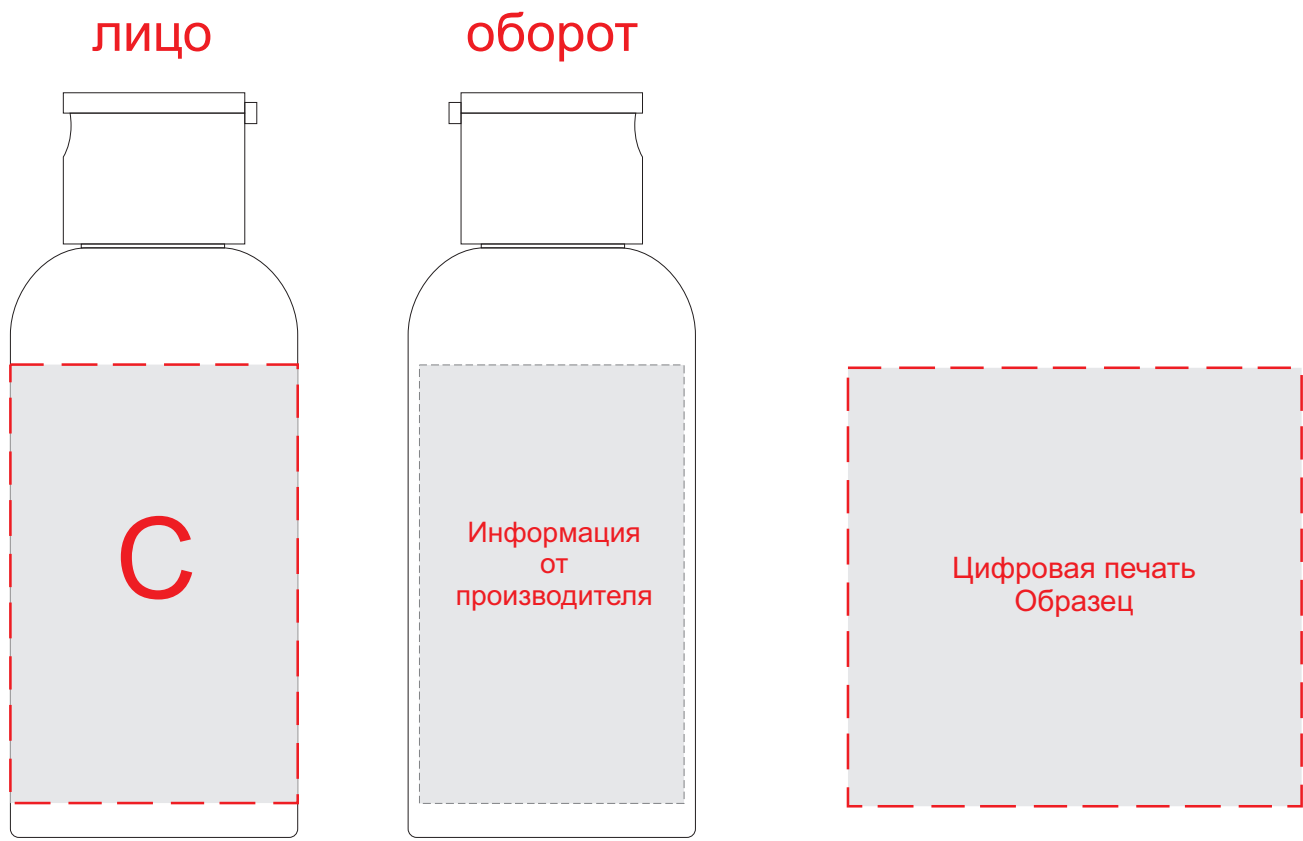 лицо
оборот
С
Информация
от
производителя
Цифровая печать
Образец